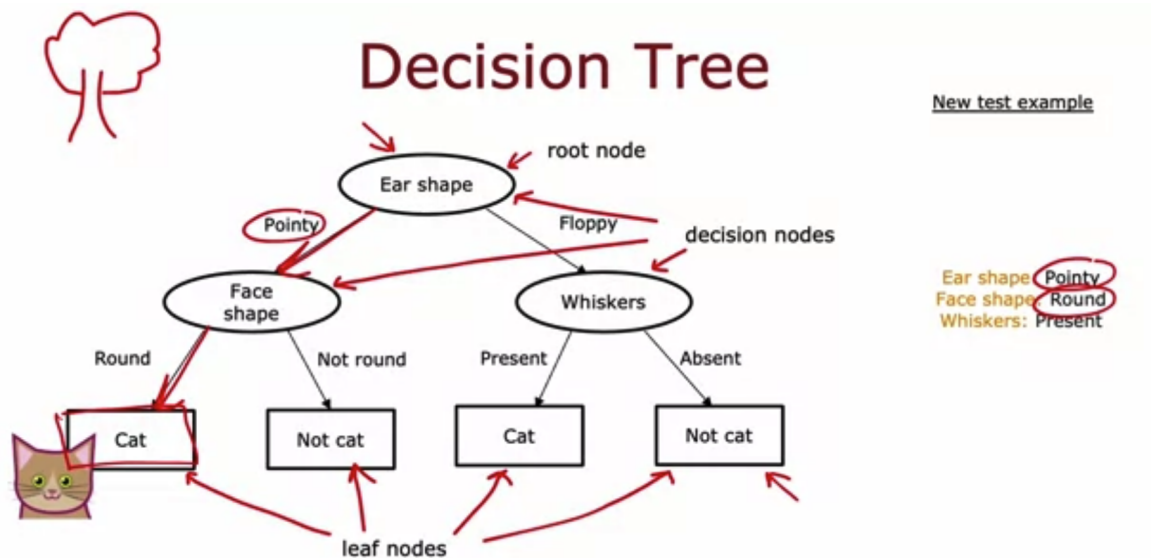 Decision Tree
New test example
root node
Ear shape
Pointy
Floppy
decision nodes
Face
shape
Whiskers
Ear shape: Pointy
Face shape: Round
Whiskers: Present
Round
Not round
Present
Absent
Cat
Not cat
Cat
Not cat
leaf nodes